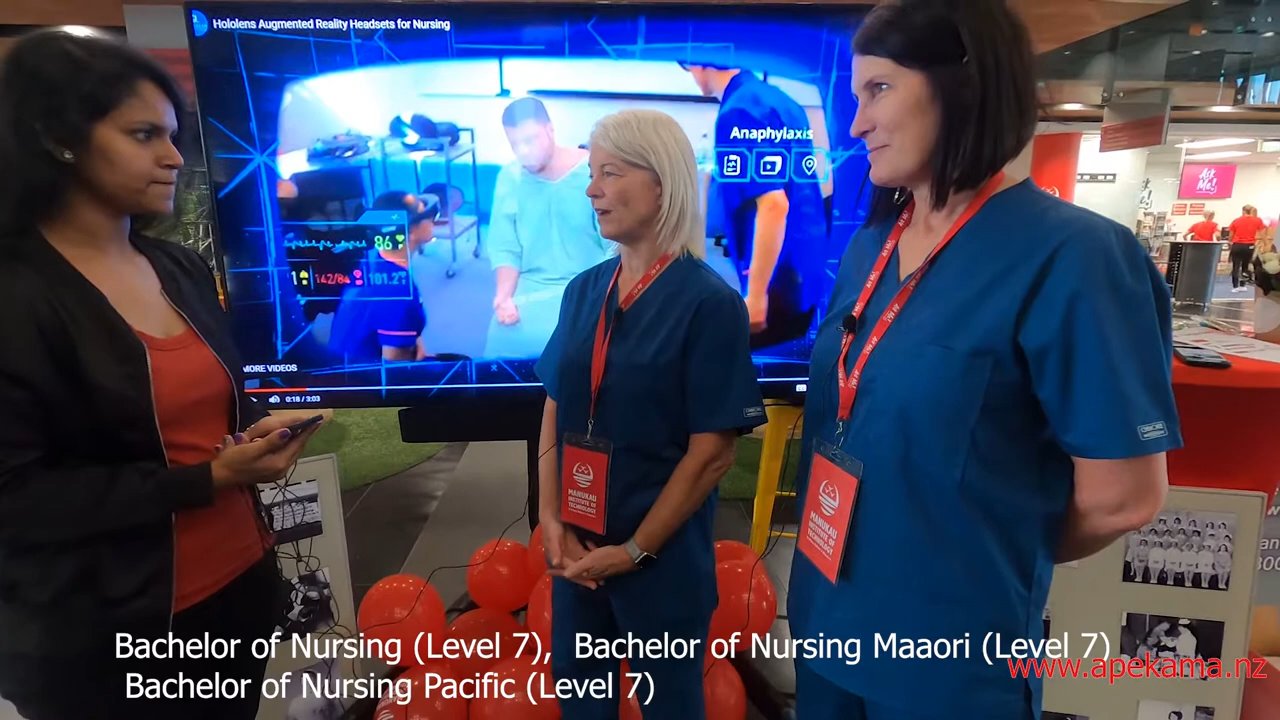 Hololens Augmented Reality Headsets for Nursing
Anaphylaxis
86
142/84
101.2°
MORE VIDEOS
0:18 / 3:03
Ask Me!
MANUKAU
INSTITUTE OF
TECHNOLOGY
MANUKAU
INSTITUTE OF
TECHNOLOGY
Bachelor of Nursing (Level 7),  Bachelor of Nursing Maaori (Level 7)
Bachelor of Nursing Pacific (Level 7)
www.apekama.nz